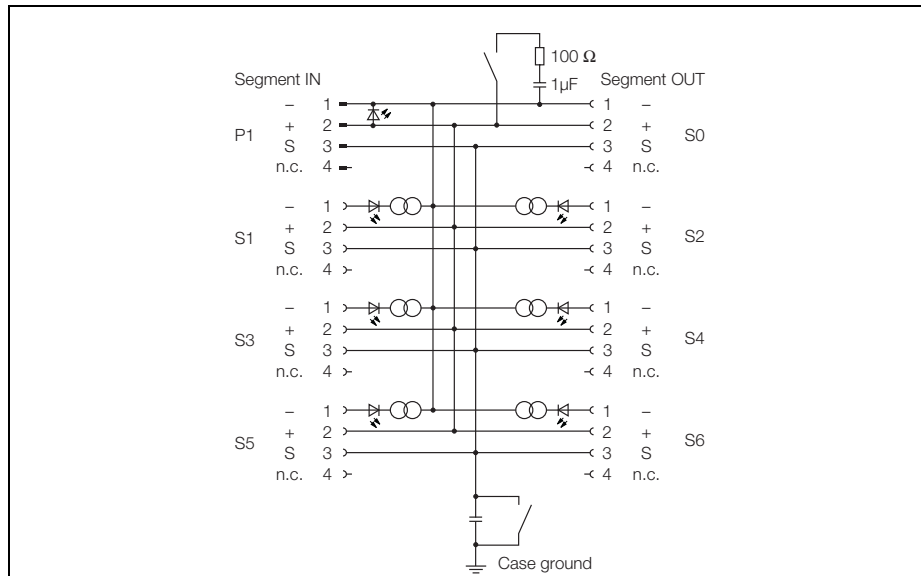 100 Ω
Segment IN 1µF Segment OUT
– 1 1 –
P1 + 2 2 + S0
S 3 3 S
n.c. 4 4 n.c.
– 1 1 –
S1 + 2 2 + S2
S 3 3 S
n.c. 4 4 n.c.
– 1 1 –
S3 + 2 2 + S4
S 3 3 S
n.c. 4 4 n.c.
– 1 1 –
S5 + 2 2 + S6
S 3 3 S
n.c. 4 4 n.c.
Case ground